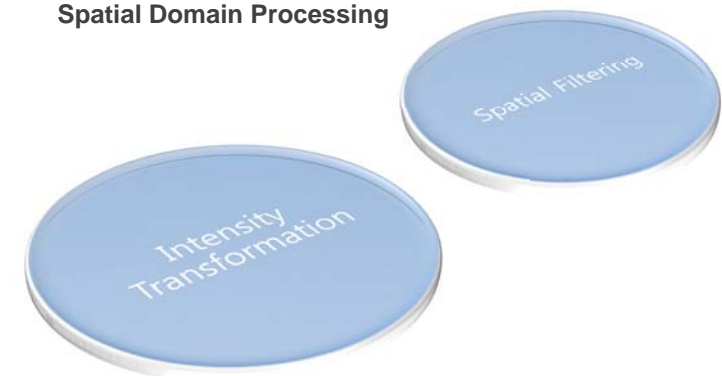 Spatial Domain Processing
Spatial Filtering
Intensity
Transformation